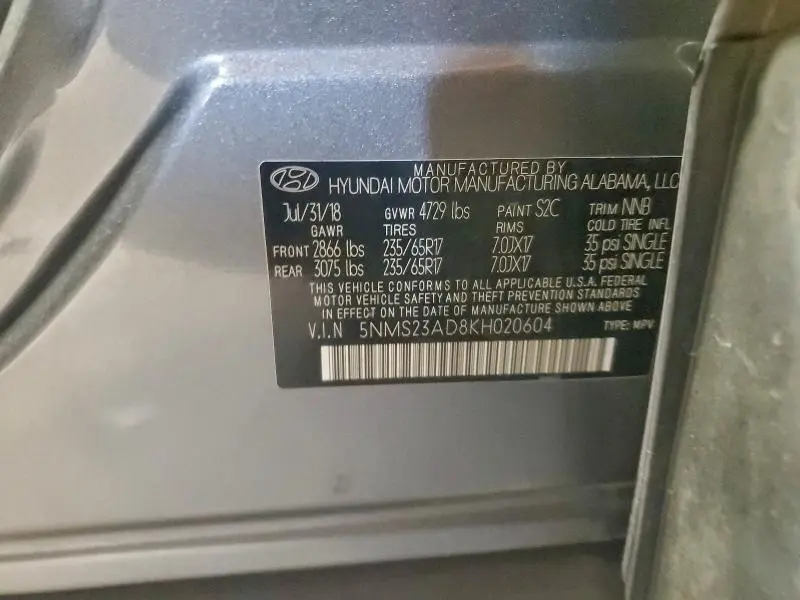 MANUFACTURED BY
HYUNDAI MOTOR MANUFACTURING ALABAMA, LLC
Jul/31/18 GVWR 4729 lbs PAINT S2C TRIM NNB
GAWR TIRES RIMS COLD TIRE INFL
FRONT 2866 lbs 235/65R17 7.0JX17 35 psi SINGLE
REAR 3075 lbs 235/65R17 7.0JX17 35 psi SINGLE
THIS VEHICLE CONFORMS TO ALL APPLICABLE U.S.A. FEDERAL
MOTOR VEHICLE SAFETY AND THEFT PREVENTION STANDARDS
IN EFFECT ON THE DATE OF MANUFACTURE SHOWN ABOVE
V.I.N 5NMS23AD8KH020604 TYPE: MPV